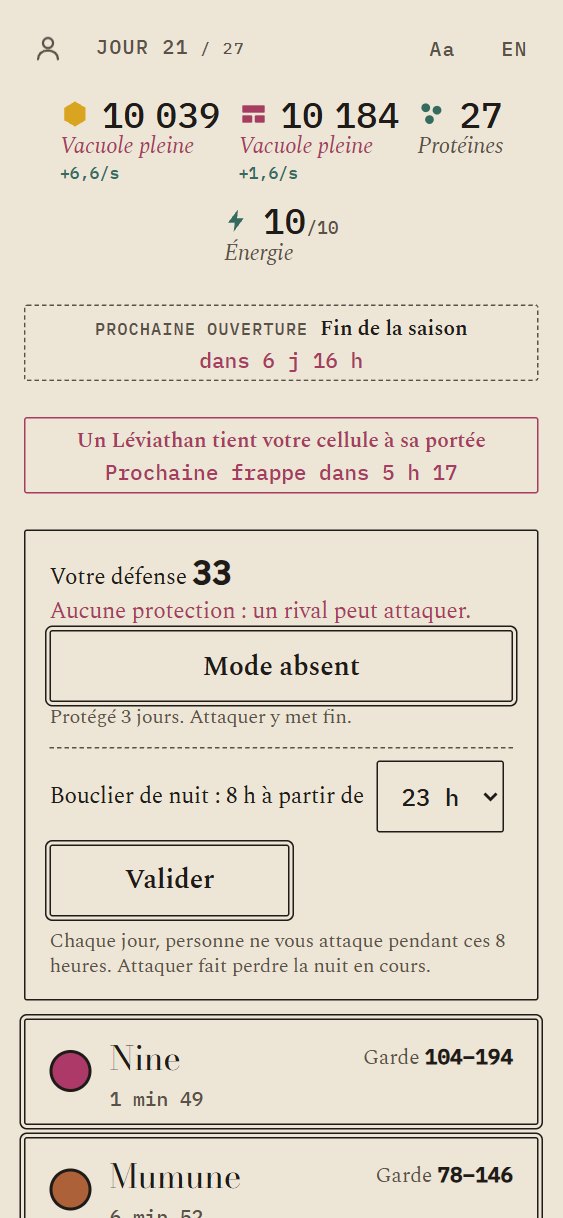 JOUR 21 / 27
Aa
EN
10 039
10 184
27
Vacuole pleine
Vacuole pleine
Protéines
+6,6/s
+1,6/s
10/10
Énergie
PROCHAINE OUVERTURE Fin de la saison
dans 6 j 16 h
Un Léviathan tient votre cellule à sa portée
Prochaine frappe dans 5 h 17
Votre défense 33
Aucune protection : un rival peut attaquer.
Mode absent
Protégé 3 jours. Attaquer y met fin.
Bouclier de nuit : 8 h à partir de 23 h
Valider
Chaque jour, personne ne vous attaque pendant ces 8
heures. Attaquer fait perdre la nuit en cours.
Nine
Garde 104–194
1 min 49
Mumune
Garde 78–146
6 min 52